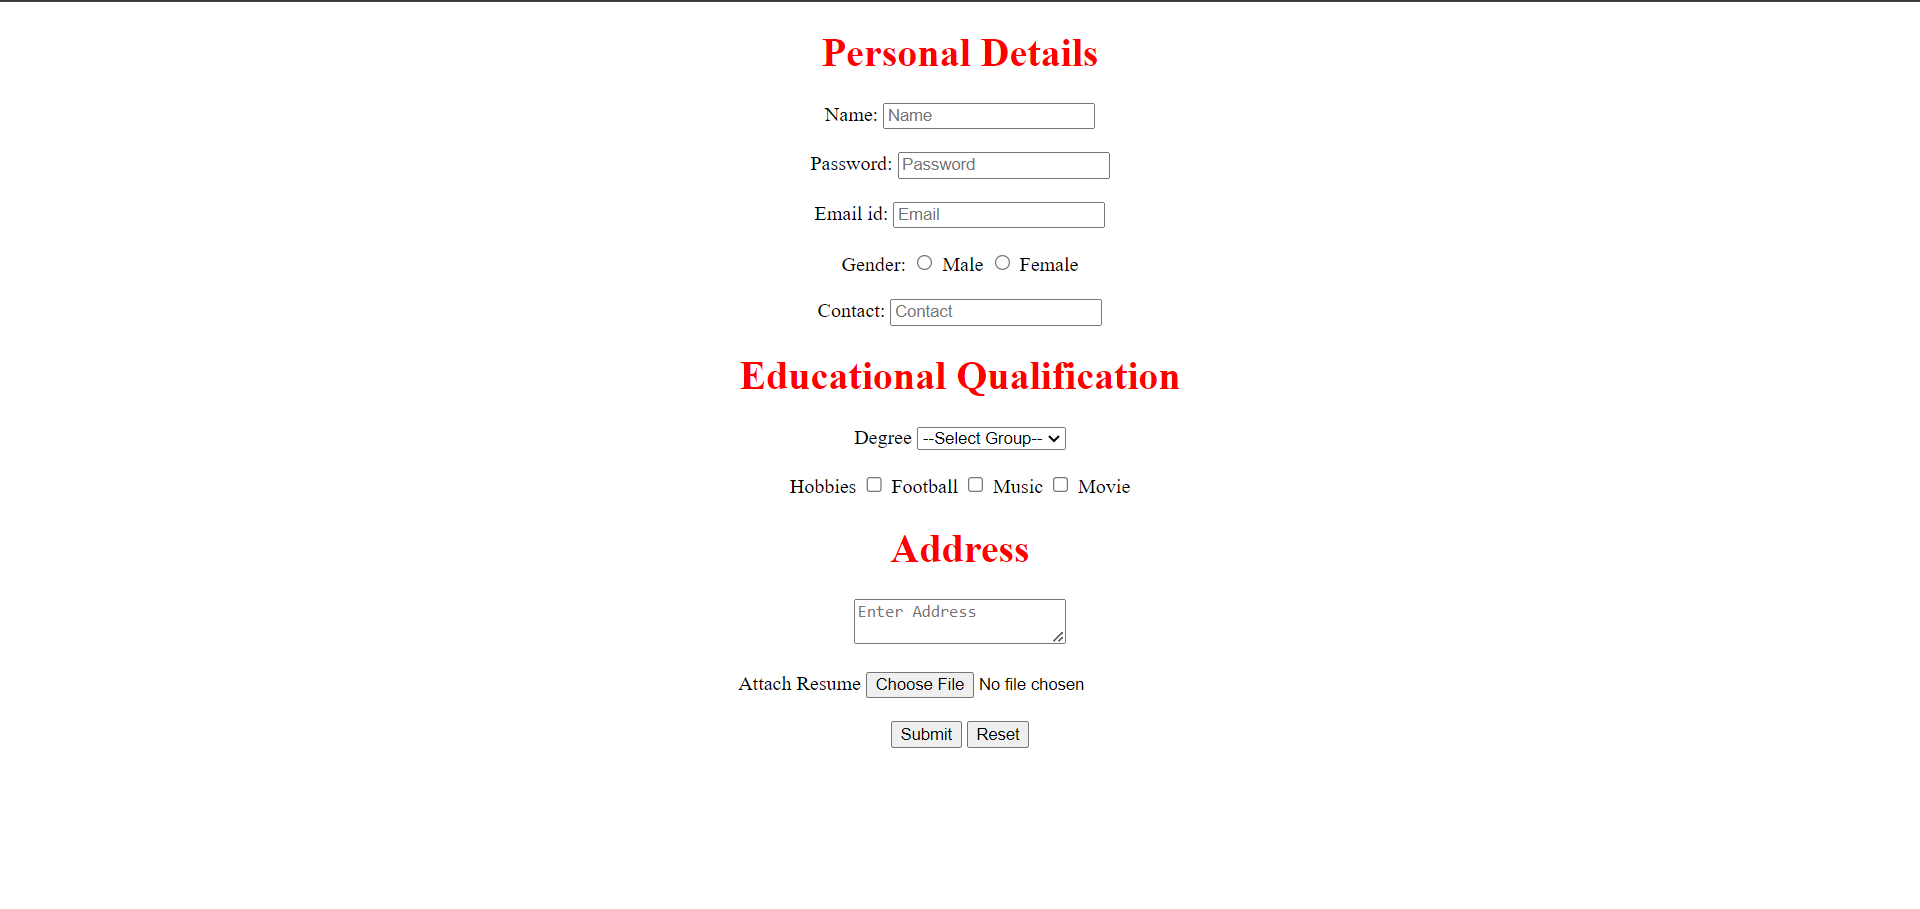 Personal Details
Name: Name
Password: Password
Email id: Email
Gender: Male Female
Contact: Contact
Educational Qualification
Degree --Select Group--
Hobbies Football Music Movie
Address
Enter Address
Attach Resume Choose File No file chosen
Submit Reset